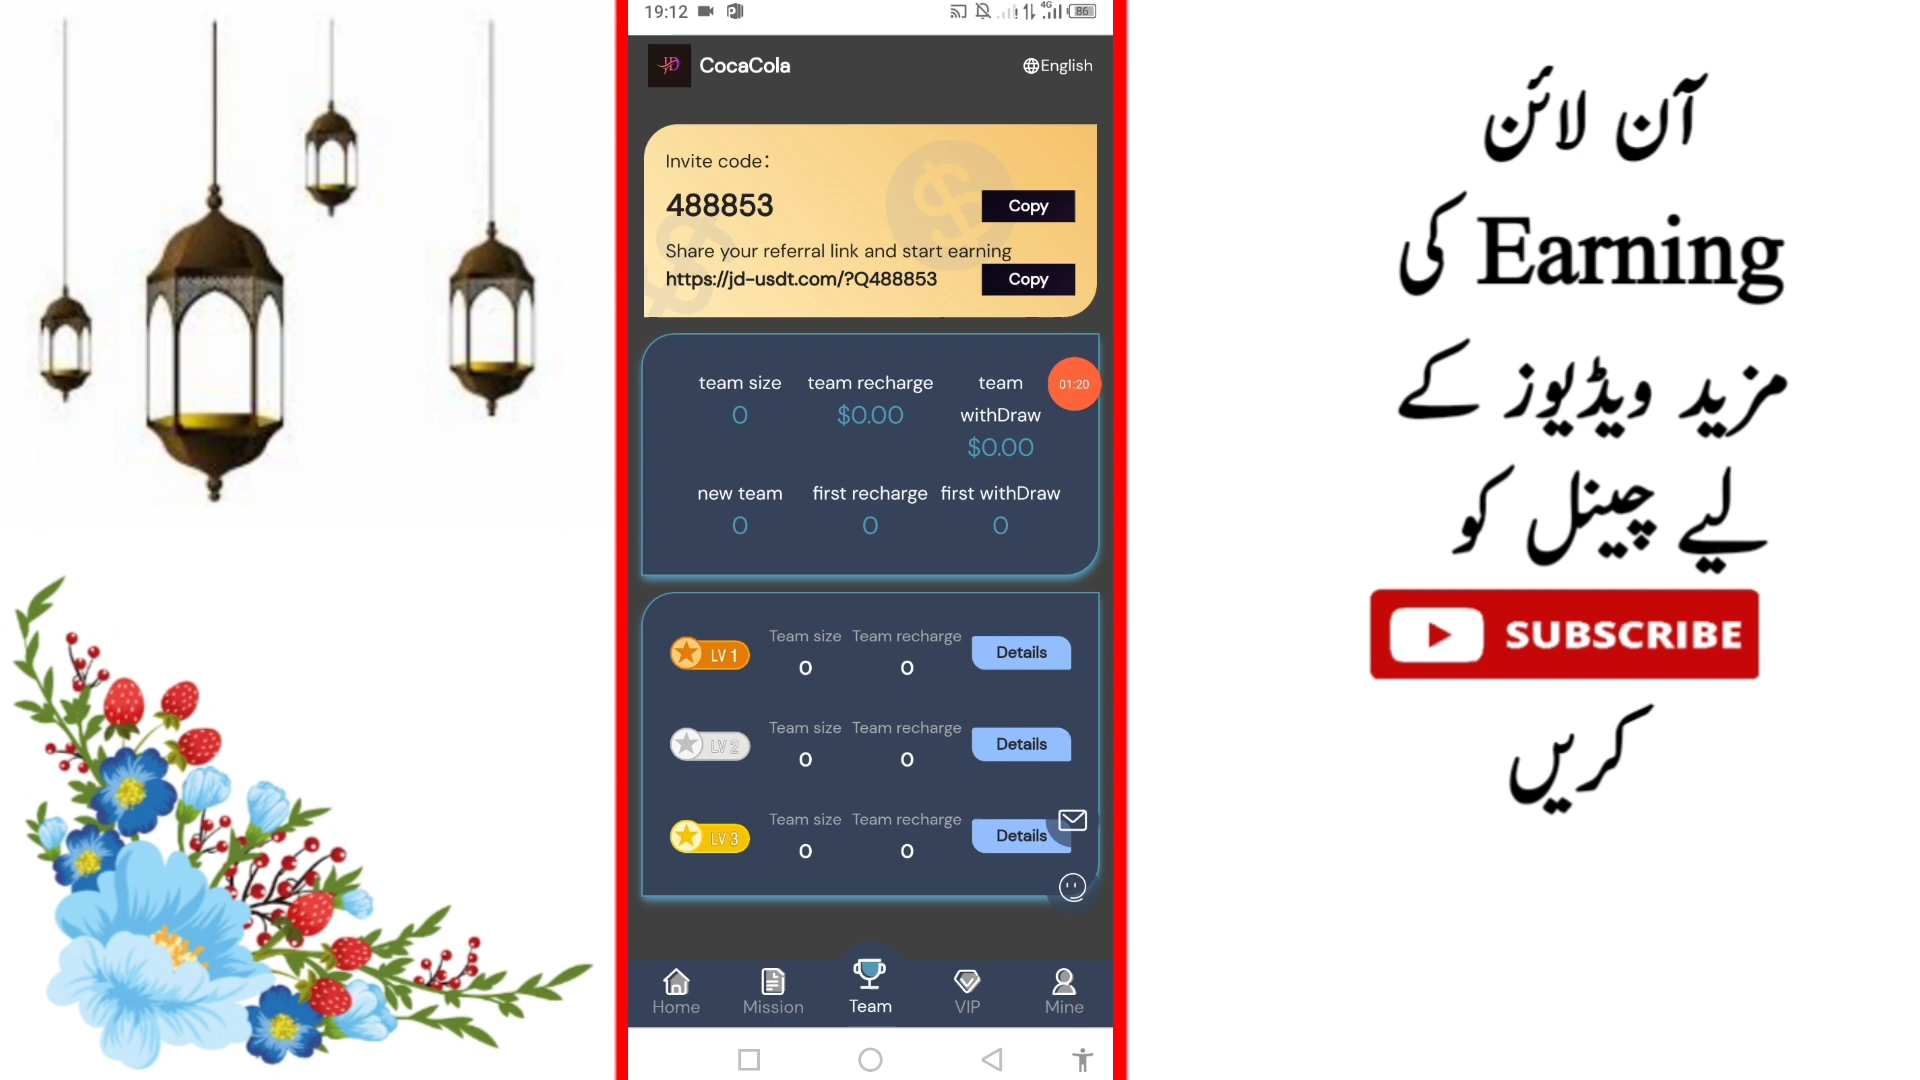 19:12
4G
86
JD
CocaCola
English
Invite code:
488853
Copy
Share your referral link and start earning
https://jd-usdt.com/?Q488853
Copy
team size
0
team recharge
$0.00
team withDraw
$0.00
01:20
new team
0
first recharge
0
first withDraw
0
LV 1
Team size
0
Team recharge
0
Details
LV 2
Team size
0
Team recharge
0
Details
LV 3
Team size
0
Team recharge
0
Details
Home
Mission
Team
VIP
Mine
آن لائن
Earning کی
مزید ویڈیوز کے
لیے چینل کو
SUBSCRIBE
کریں